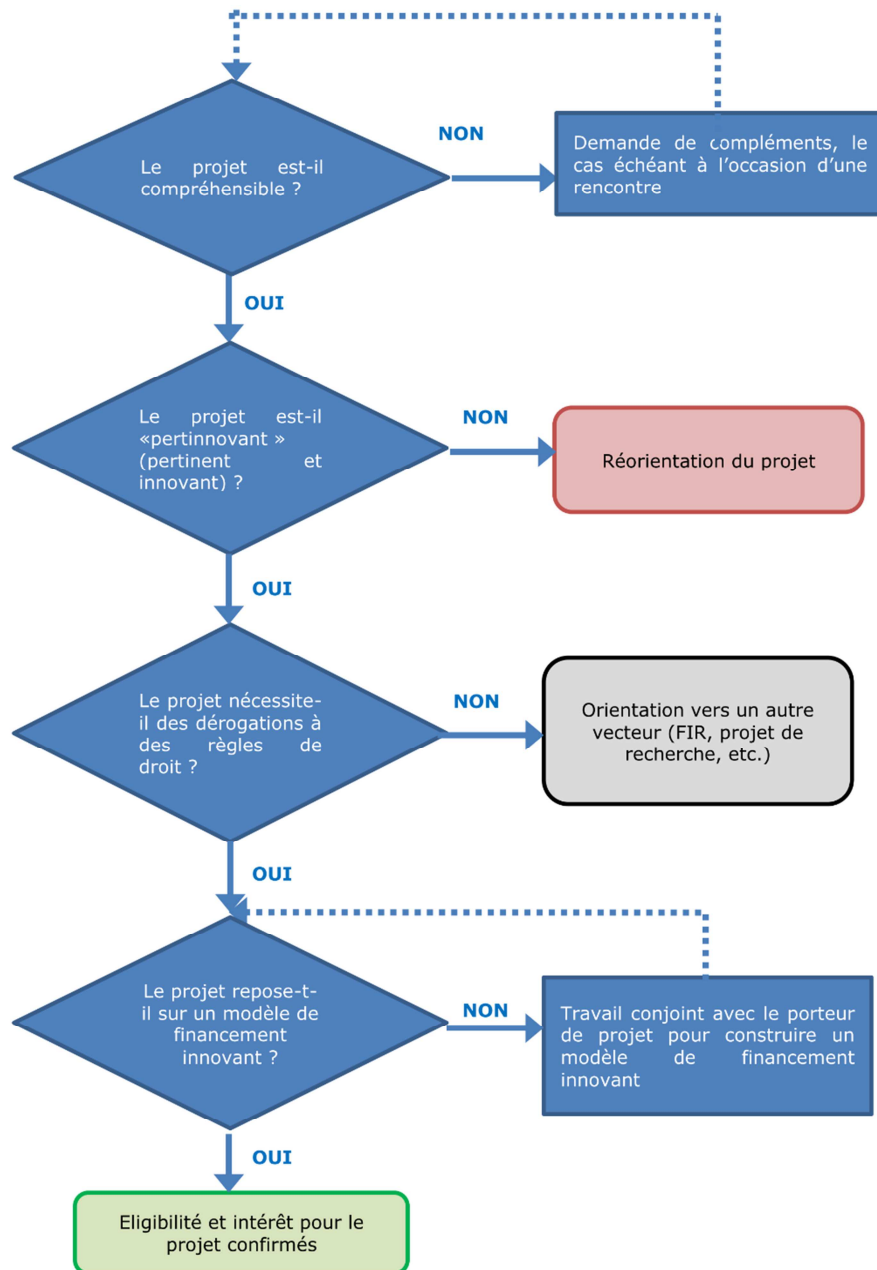 Le projet est-il
compréhensible ?
NON
Demande de compléments, le
cas échéant à l’occasion d’une
rencontre
OUI
Le projet est-il
«pertinnovant »
(pertinent et
innovant) ?
NON
Réorientation du projet
OUI
Le projet nécessite-
il des dérogations à
des règles de
droit ?
NON
Orientation vers un autre
vecteur (FIR, projet de
recherche, etc.)
OUI
Le projet repose-t-
il sur un modèle de
financement
innovant ?
NON
Travail conjoint avec le porteur
de projet pour construire un
modèle de financement
innovant
OUI
Eligibilité et intérêt pour le
projet confirmés